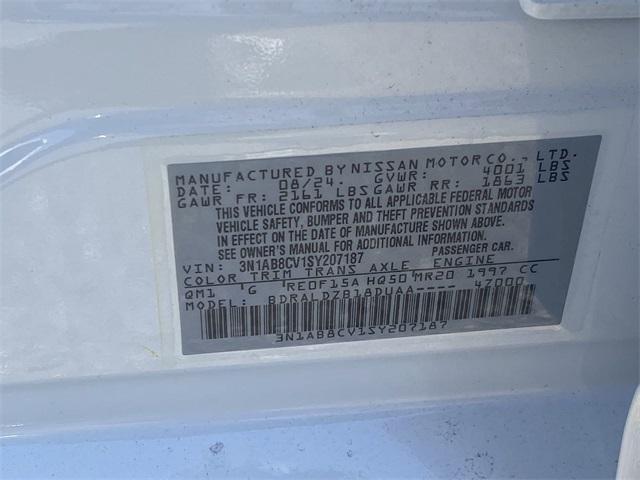 MANUFACTURED BY NISSAN MOTOR CO., LTD.
DATE: 08/24. GVWR: 4001 LBS
GAWR FR: 2161 LBS GAWR RR: 1863 LBS
THIS VEHICLE CONFORMS TO ALL APPLICABLE FEDERAL MOTOR
VEHICLE SAFETY, BUMPER AND THEFT PREVENTION STANDARDS
IN EFFECT ON THE DATE OF MANUFACTURE SHOWN ABOVE.
SEE OWNER'S MANUAL FOR ADDITIONAL INFORMATION.
VIN: 3N1AB8CV1SY207187 PASSENGER CAR.
COLOR TRIM TRANS AXLE ENGINE
QM1 'G RE0F15A HQ50 MR20 1997 CC
MODEL: BDRALDZB18DUAA---- 47000
3N1AB8CV1SY207187